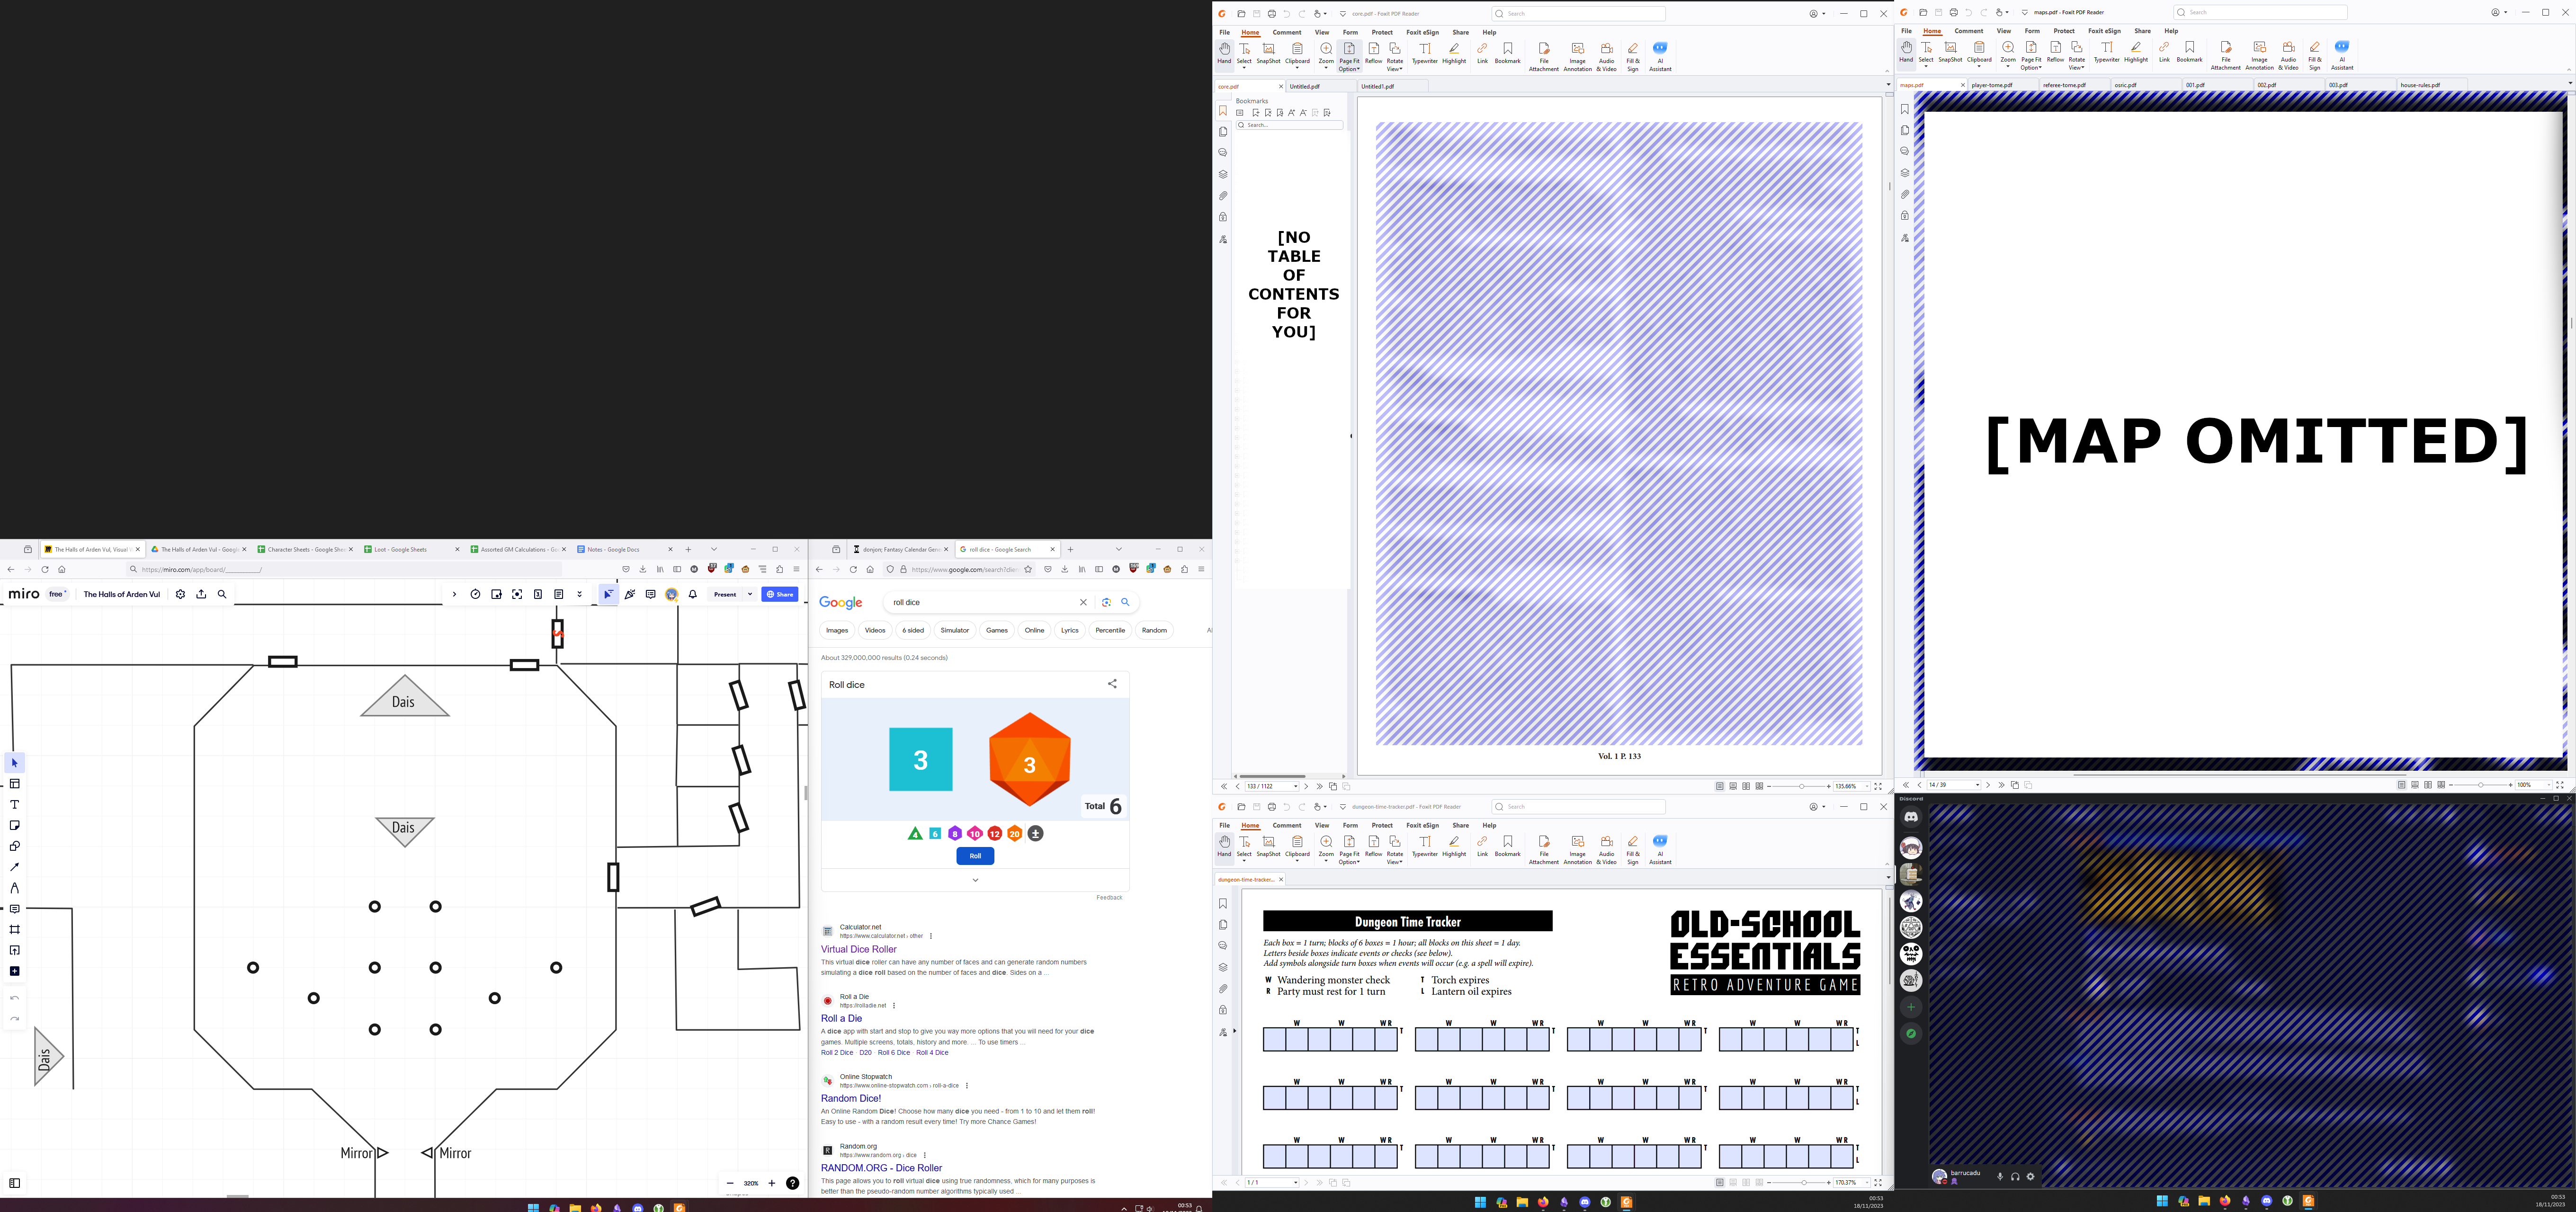 core.pdf - Foxit PDF Reader
Search
File Home Comment View Form Protect Foxit eSign Share Help
Hand Select SnapShot Clipboard Zoom Page Fit Option Reflow Rotate View Typewriter Highlight Link Bookmark File Attachment Image Annotation Audio & Video Fill & Sign AI Assistant
core.pdf Untitled.pdf Untitled1.pdf
Bookmarks
Search...
[NO
TABLE
OF
CONTENTS
FOR
YOU]
Vol. 1 P. 133
133 / 1122
135.66%
maps.pdf - Foxit PDF Reader
Search
File Home Comment View Form Protect Foxit eSign Share Help
Hand Select SnapShot Clipboard Zoom Page Fit Option Reflow Rotate View Typewriter Highlight Link Bookmark File Attachment Image Annotation Audio & Video Fill & Sign AI Assistant
maps.pdf player-tome.pdf referee-tome.pdf osric.pdf 001.pdf 002.pdf 003.pdf house-rules.pdf
[MAP OMITTED]
14 / 39
100%
The Halls of Arden Vul, Visual The Halls of Arden Vul - Google Character Sheets - Google She Loot - Google Sheets Assorted GM Calculations - Go Notes - Google Docs
https://miro.com/app/board/__________/
miro free The Halls of Arden Vul
Present Share
S
Dais
Dais
Dais
Mirror
Mirror
320%
00:53
donjon; Fantasy Calendar Gene roll dice - Google Search
https://www.google.com/search?clie
Google
roll dice
Images Videos 6 sided Simulator Games Online Lyrics Percentile Random
About 329,000,000 results (0.24 seconds)
Roll dice
3
3
Total 6
4 6 8 10 12 20 ±
Roll
Feedback
Calculator.net
https://www.calculator.net › other
Virtual Dice Roller
This virtual dice roller can have any number of faces and can generate random numbers
simulating a dice roll based on the number of faces and dice. Sides on a ...
Roll a Die
https://rolladie.net
Roll a Die
A dice app with start and stop to give you way more options that you will need for your dice
games. Multiple screens, totals, history and more. ... To use timers ...
Roll 2 Dice · D20 · Roll 6 Dice · Roll 4 Dice
Online Stopwatch
https://www.online-stopwatch.com › roll-a-dice
Random Dice!
An Online Random Dice! Choose how many dice you need - from 1 to 10 and let them roll!
Easy to use - with a random result every time! Try more Chance Games!
Random.org
https://www.random.org › dice
RANDOM.ORG - Dice Roller
This page allows you to roll virtual dice using true randomness, which for many purposes is
better than the pseudo-random number algorithms typically used ...
dungeon-time-tracker.pdf - Foxit PDF Reader
Search
File Home Comment View Form Protect Foxit eSign Share Help
Hand Select SnapShot Clipboard Zoom Page Fit Option Reflow Rotate View Typewriter Highlight Link Bookmark File Attachment Image Annotation Audio & Video Fill & Sign AI Assistant
dungeon-time-tracker...
Dungeon Time Tracker
Each box = 1 turn; blocks of 6 boxes = 1 hour; all blocks on this sheet = 1 day.
Letters beside boxes indicate events or checks (see below).
Add symbols alongside turn boxes when events will occur (e.g. a spell will expire).
W Wandering monster check T Torch expires
R Party must rest for 1 turn L Lantern oil expires
OLD-SCHOOL
ESSENTIALS
RETRO ADVENTURE GAME
W W W R T W W W R T W W W R T W W W R T L
W W W R T W W W R T W W W R T W W W R T L
W W W R T W W W R T W W W R T W W W R T L
1 / 1
170.37%
00:53
18/11/2023
Discord
barrucadu
00:53
18/11/2023